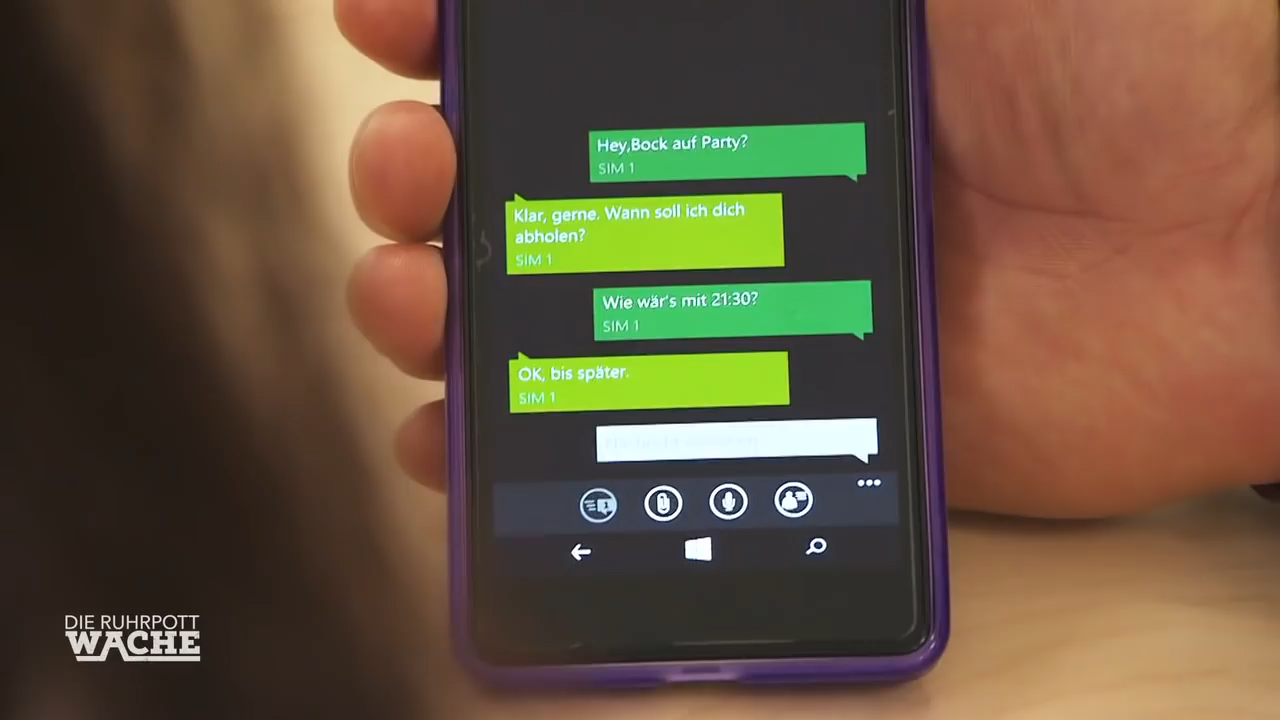 Hey,Bock auf Party?
SIM 1
Klar, gerne. Wann soll ich dich
abholen?
SIM 1
Wie wär's mit 21:30?
SIM 1
OK, bis später.
SIM 1
DIE RUHRPOTT
WACHE